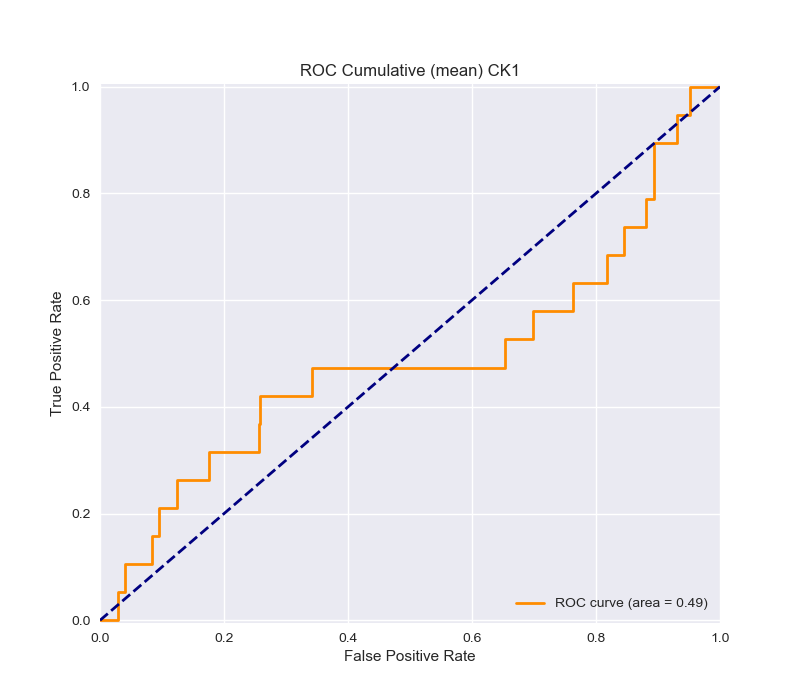 ROC Cumulative (mean) CK1
1.0
0.8
0.6
0.4
0.2
0.0
True Positive Rate
ROC curve (area = 0.49)
0.0 0.2 0.4 0.6 0.8 1.0
False Positive Rate